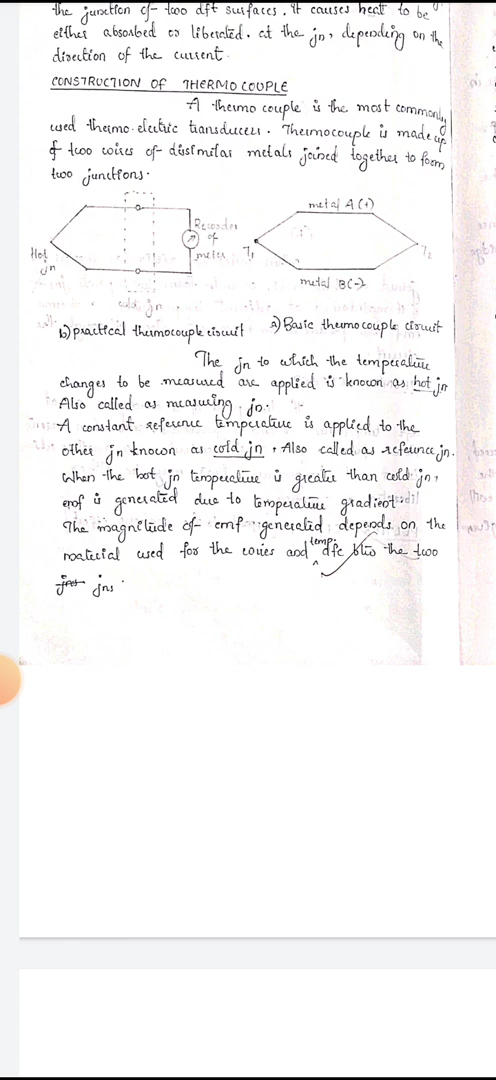 the junction of two dft surfaces. It causes heat to be
either absorbed or liberated. at the jn, depending on the
direction of the current.
CONSTRUCTION OF THERMO COUPLE
A thermo couple is the most commonly
used thermo-electric transducers. Thermocouple is made up
of two wires of dissimilar metals joined together to form
two junctions.
metal A (+)
Recorder
or
meter
Hot
jn
T1
T2
metal B(-)
cold jn
b) practical thermocouple circuit
a) Basic thermocouple circuit
The jn to which the temperature
changes to be measured are applied is known as hot jn
Also called as measuring jn.
A constant reference temperature is applied to the
other jn known as cold jn, Also called as refeunce jn.
When the hot jn temperature is greater than cold jn,
emf is generated due to temperature gradient
The magnitude of emf generated depends on the
material used for the wires and temp. dfc btw the two
jns.